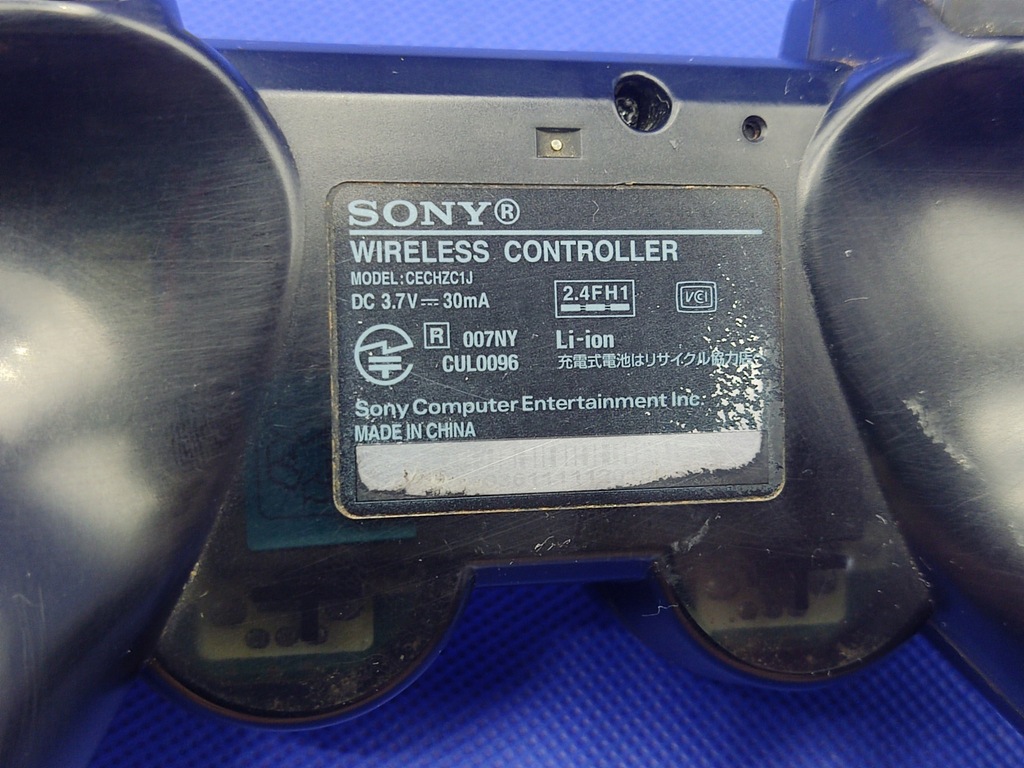 SONY®
WIRELESS CONTROLLER
MODEL:CECHZC1J
DC 3.7V⎓30mA
2.4FH1
VCI
R 007NY
CUL0096
Li-ion
充電式電池はリサイクル協力店
Sony Computer Entertainment Inc.
MADE IN CHINA